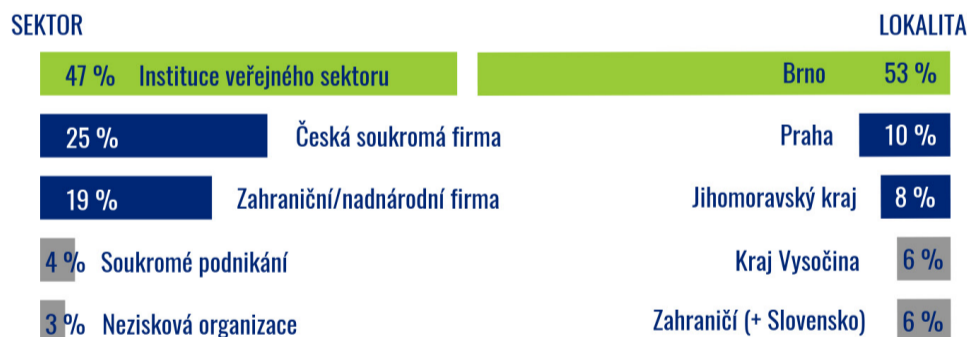 SEKTOR
47 % Instituce veřejného sektoru
25 % Česká soukromá firma
19 % Zahraniční/nadnárodní firma
4 % Soukromé podnikání
3 % Nezisková organizace
LOKALITA
Brno 53 %
Praha 10 %
Jihomoravský kraj 8 %
Kraj Vysočina 6 %
Zahraničí (+ Slovensko) 6 %